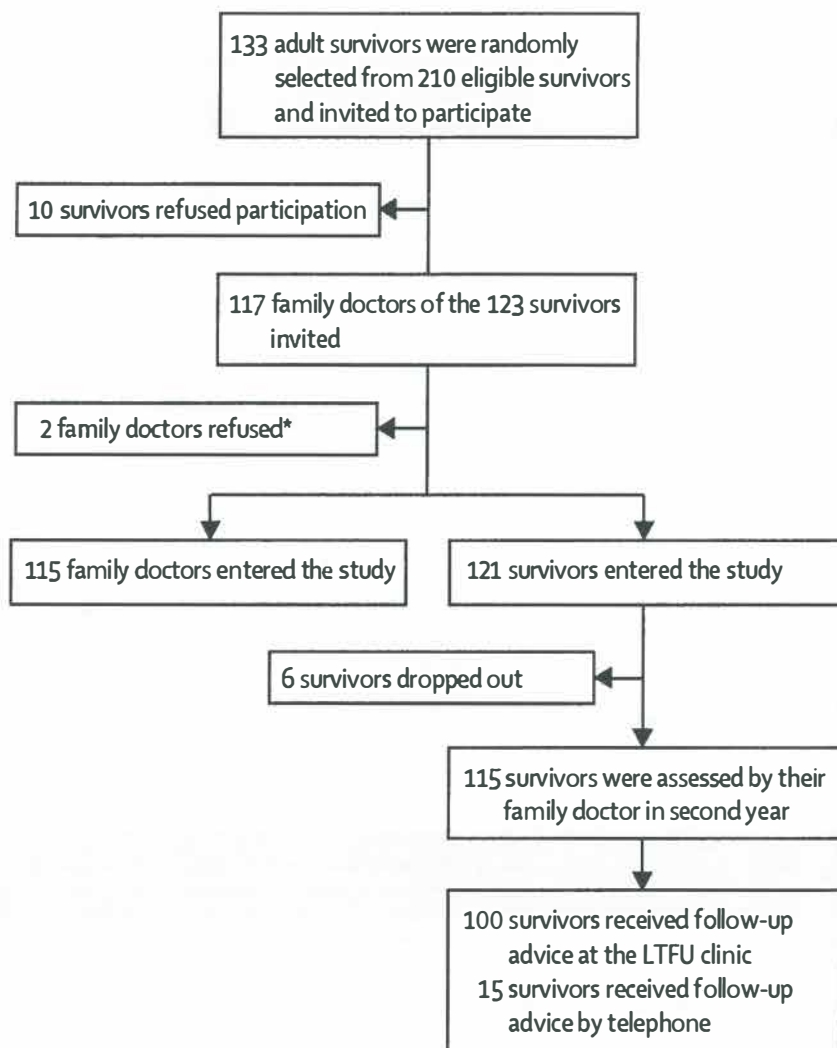 133 adult survivors were randomly
selected from 210 eligible survivors
and invited to participate
10 survivors refused participation
117 family doctors of the 123 survivors
invited
2 family doctors refused*
115 family doctors entered the study
121 survivors entered the study
6 survivors dropped out
115 survivors were assessed by their
family doctor in second year
100 survivors received follow-up
advice at the LTFU clinic
15 survivors received follow-up
advice by telephone